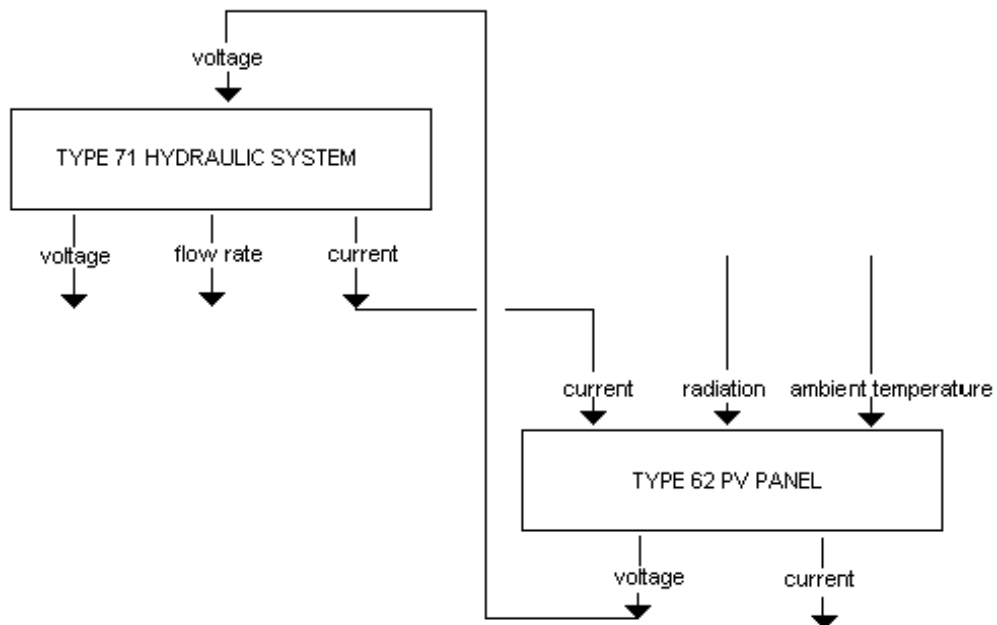 voltage
TYPE 71 HYDRAULIC SYSTEM
voltage flow rate current
current radiation ambient temperature
TYPE 62 PV PANEL
voltage current